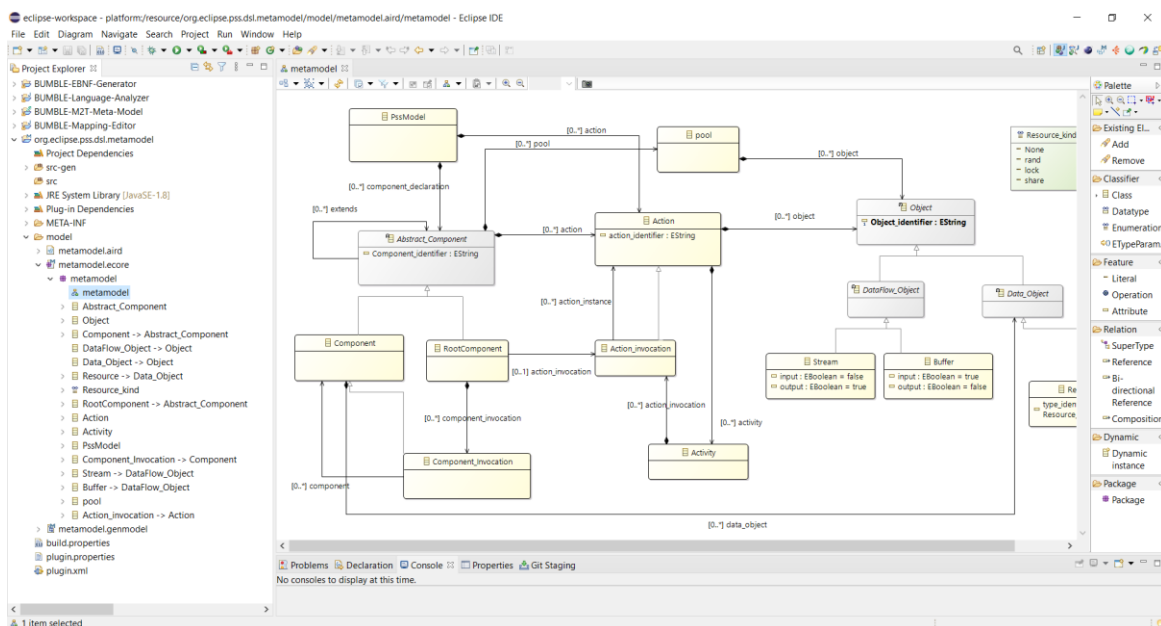 eclipse-workspace - platform:/resource/org.eclipse.pss.dsl.metamodel/model/metamodel.aird/metamodel - Eclipse IDE
File Edit Diagram Navigate Search Project Run Window Help
Project Explorer
BUMBLE-EBNF-Generator
BUMBLE-Language-Analyzer
BUMBLE-M2T-Meta-Model
BUMBLE-Mapping-Editor
org.eclipse.pss.dsl.metamodel
Project Dependencies
src-gen
src
JRE System Library [JavaSE-1.8]
Plug-in Dependencies
META-INF
model
metamodel.aird
metamodel.ecore
metamodel
metamodel
Abstract_Component
Object
Component -> Abstract_Component
DataFlow_Object -> Object
Data_Object -> Object
Resource -> Data_Object
Resource_kind
RootComponent -> Abstract_Component
Action
Activity
PssModel
Component_Invocation -> Component
Stream -> DataFlow_Object
Buffer -> DataFlow_Object
pool
Action_invocation -> Action
metamodel.genmodel
build.properties
plugin.properties
plugin.xml
metamodel
PssModel
[0..*] action
[0..*] pool
pool
[0..*] object
Resource_kind
None
rand
lock
share
[0..*] component_declaration
[0..*] extends
Abstract_Component
Component_identifier : EString
[0..*] action
Action
action_identifier : EString
[0..*] object
Object
Object_identifier : EString
[0..*] action_instance
DataFlow_Object
Data_Object
Component
RootComponent
[0..1] action_invocation
Action_invocation
Stream
input : EBoolean = false
output : EBoolean = true
Buffer
input : EBoolean = true
output : EBoolean = false
Re
type_iden
Resource_
[0..*] component_invocation
[0..*] action_invocation
[0..*] activity
Component_Invocation
Activity
[0..*] component
[0..*] data_object
Palette
Existing El...
Add
Remove
Classifier
Class
Datatype
Enumeration
ETypeParam.
Feature
Literal
Operation
Attribute
Relation
SuperType
Reference
Bi-
directional
Reference
Composition
Dynamic
Dynamic
instance
Package
Package
Problems Declaration Console Properties Git Staging
No consoles to display at this time.
1 item selected